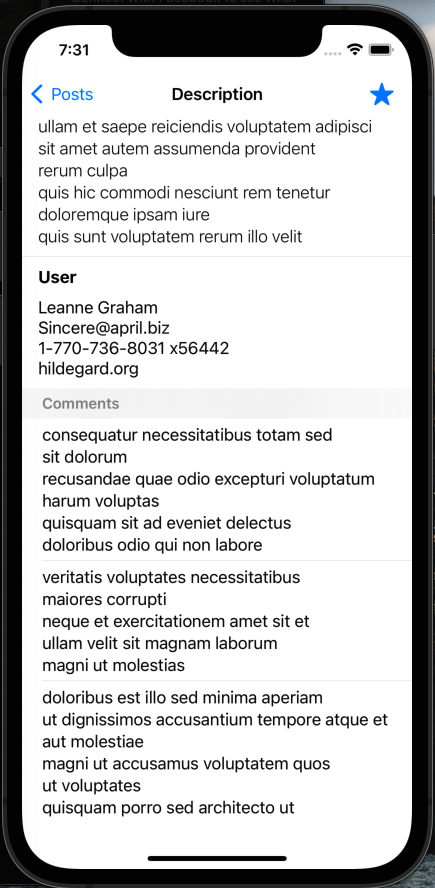 7:31
Posts
Description
ullam et saepe reiciendis voluptatem adipisci
sit amet autem assumenda provident
rerum culpa
quis hic commodi nesciunt rem tenetur
doloremque ipsam iure
quis sunt voluptatem rerum illo velit
User
Leanne Graham
Sincere@april.biz
1-770-736-8031 x56442
hildegard.org
Comments
consequatur necessitatibus totam sed
sit dolorum
recusandae quae odio excepturi voluptatum
harum voluptas
quisquam sit ad eveniet delectus
doloribus odio qui non labore
veritatis voluptates necessitatibus
maiores corrupti
neque et exercitationem amet sit et
ullam velit sit magnam laborum
magni ut molestias
doloribus est illo sed minima aperiam
ut dignissimos accusantium tempore atque et
aut molestiae
magni ut accusamus voluptatem quos
ut voluptates
quisquam porro sed architecto ut